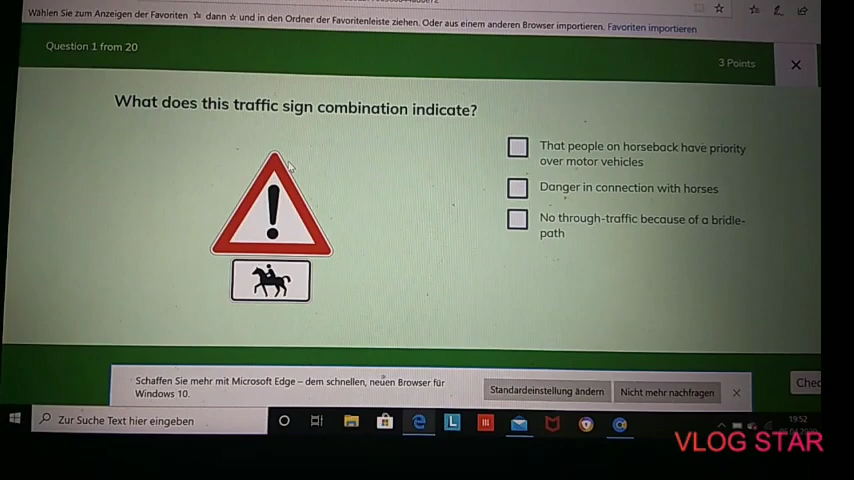 Wählen Sie zum Anzeigen der Favoriten ☆ dann ☆ und in den Ordner der Favoritenleiste ziehen. Oder aus einem anderen Browser importieren. Favoriten importieren
Question 1 from 20
3 Points
What does this traffic sign combination indicate?
That people on horseback have priority
over motor vehicles
Danger in connection with horses
No through-traffic because of a bridle-
path
Schaffen Sie mehr mit Microsoft Edge – dem schnellen, neuen Browser für
Windows 10.
Standardeinstellung ändern
Nicht mehr nachfragen
Chec
Zur Suche Text hier eingeben
19:52
VLOG STAR